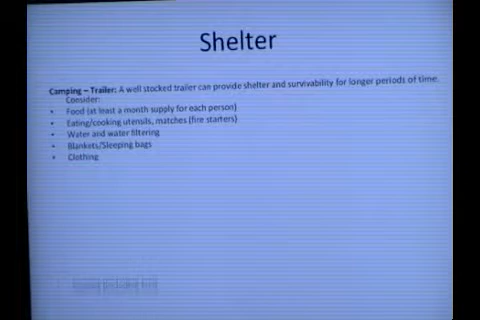 Shelter
Camping – Trailer: A well stocked trailer can provide shelter and survivability for longer periods of time.
Consider:
• Food (at least a month supply for each person)
• Eating/cooking utensils, matches (fire starters)
• Water and water filtering
• Blankets/Sleeping bags
• Clothing